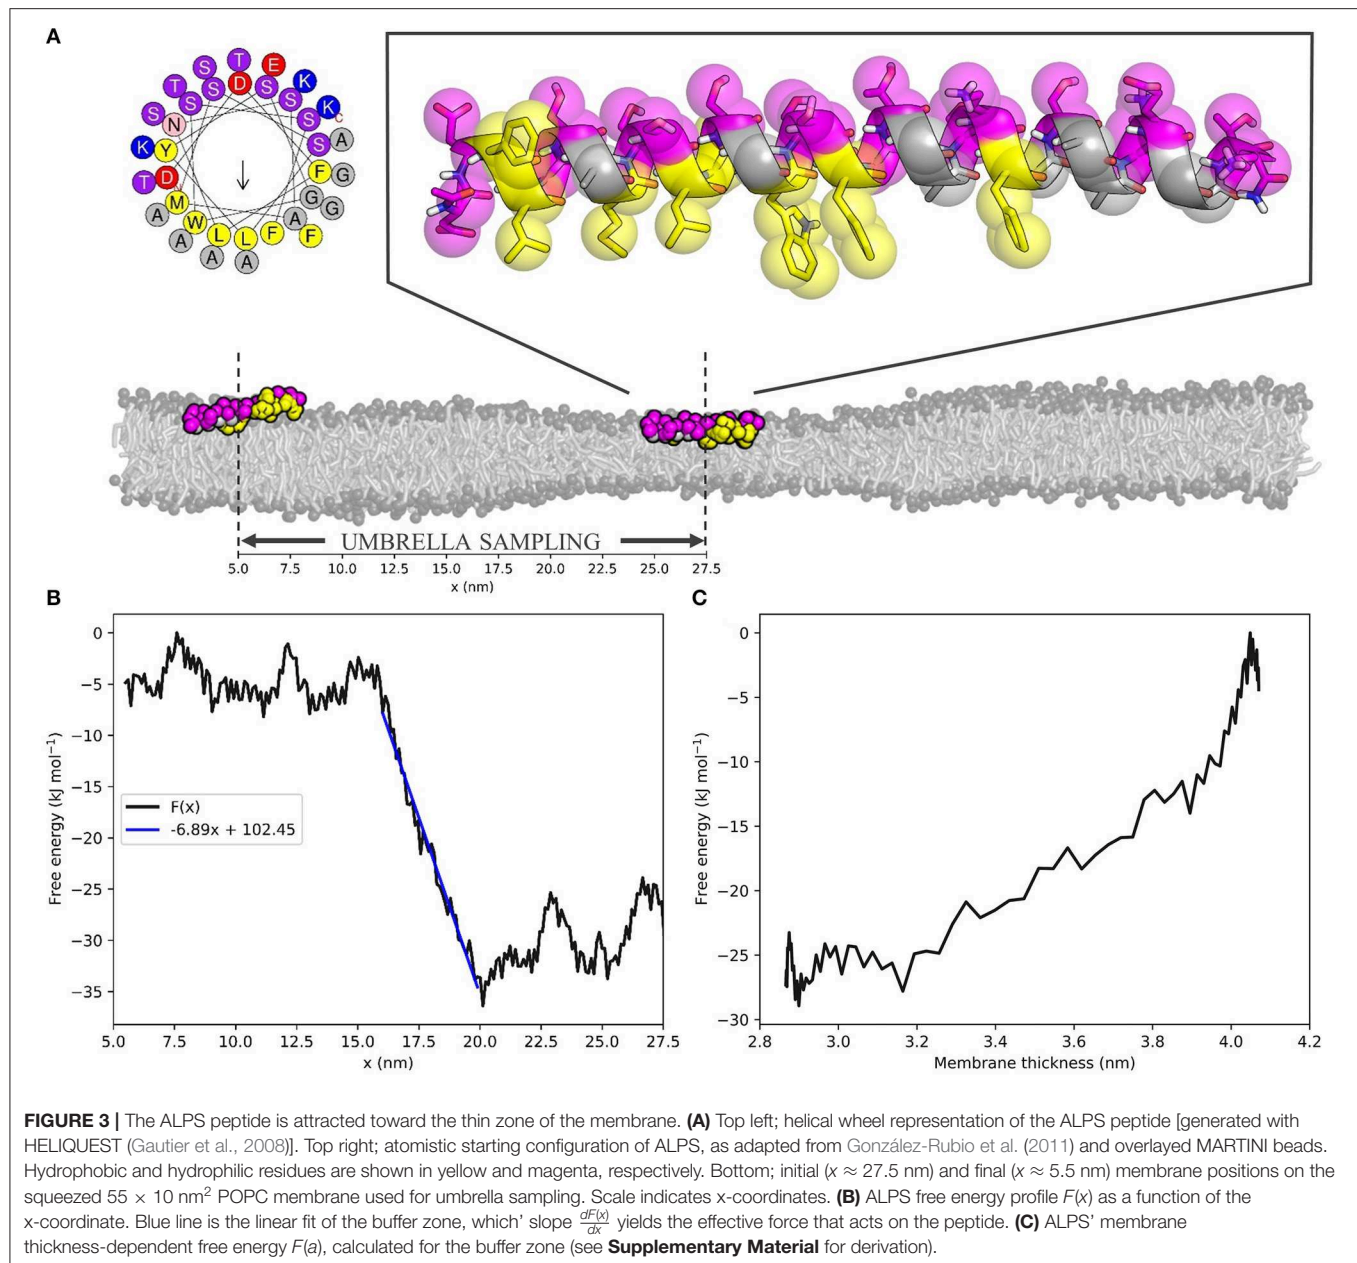 A
T
S
E
T
S
D
S
K
S
S
S
K
C
S
N
S
S
A
K
Y
F
G
T
D
G
G
A
M
A
F
W
L
L
F
A
A
A
UMBRELLA SAMPLING
5.0 7.5 10.0 12.5 15.0 17.5 20.0 22.5 25.0 27.5
x (nm)
B
0
−5
−10
−15
−20
−25
−30
−35
Free energy (kJ mol⁻¹)
F(x)
-6.89x + 102.45
5.0 7.5 10.0 12.5 15.0 17.5 20.0 22.5 25.0 27.5
x (nm)
C
0
−5
−10
−15
−20
−25
−30
Free energy (kJ mol⁻¹)
2.8 3.0 3.2 3.4 3.6 3.8 4.0 4.2
Membrane thickness (nm)
FIGURE 3 | The ALPS peptide is attracted toward the thin zone of the membrane. (A) Top left; helical wheel representation of the ALPS peptide [generated with
HELIQUEST (Gautier et al., 2008)]. Top right; atomistic starting configuration of ALPS, as adapted from González-Rubio et al. (2011) and overlayed MARTINI beads.
Hydrophobic and hydrophilic residues are shown in yellow and magenta, respectively. Bottom; initial (x ≈ 27.5 nm) and final (x ≈ 5.5 nm) membrane positions on the
squeezed 55 × 10 nm² POPC membrane used for umbrella sampling. Scale indicates x-coordinates. (B) ALPS free energy profile F(x) as a function of the
x-coordinate. Blue line is the linear fit of the buffer zone, which' slope dF(x)/dx yields the effective force that acts on the peptide. (C) ALPS' membrane
thickness-dependent free energy F(a), calculated for the buffer zone (see Supplementary Material for derivation).